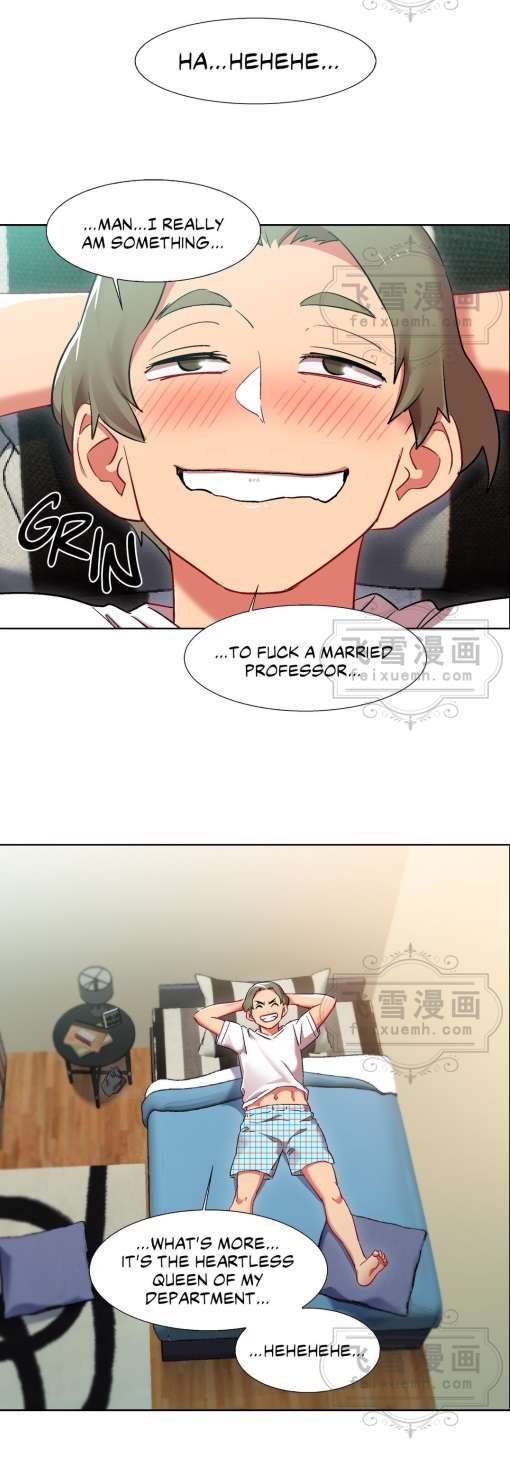 HA...HEHEHE...
...MAN...I REALLY
AM SOMETHING...
飞雪漫画
feixuemh.com
GRIN
...TO FUCK A MARRIED
PROFESSOR...
飞雪漫画
feixuemh.com
飞雪漫画
feixuemh.com
...WHAT'S MORE...
IT'S THE HEARTLESS
QUEEN OF MY
DEPARTMENT...
...HEHEHEHE...
飞雪漫画
feixuemh.com